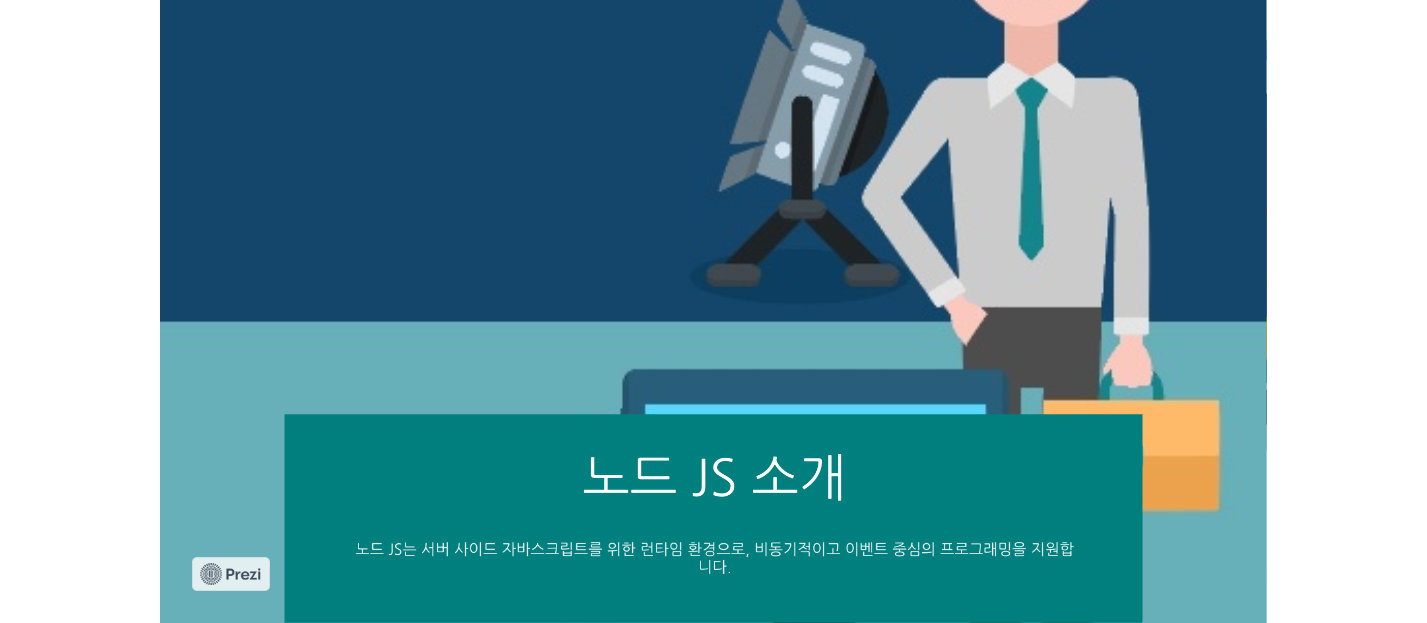 노드 JS 소개
노드 JS는 서버 사이드 자바스크립트를 위한 런타임 환경으로, 비동기적이고 이벤트 중심의 프로그래밍을 지원합
니다.
Prezi